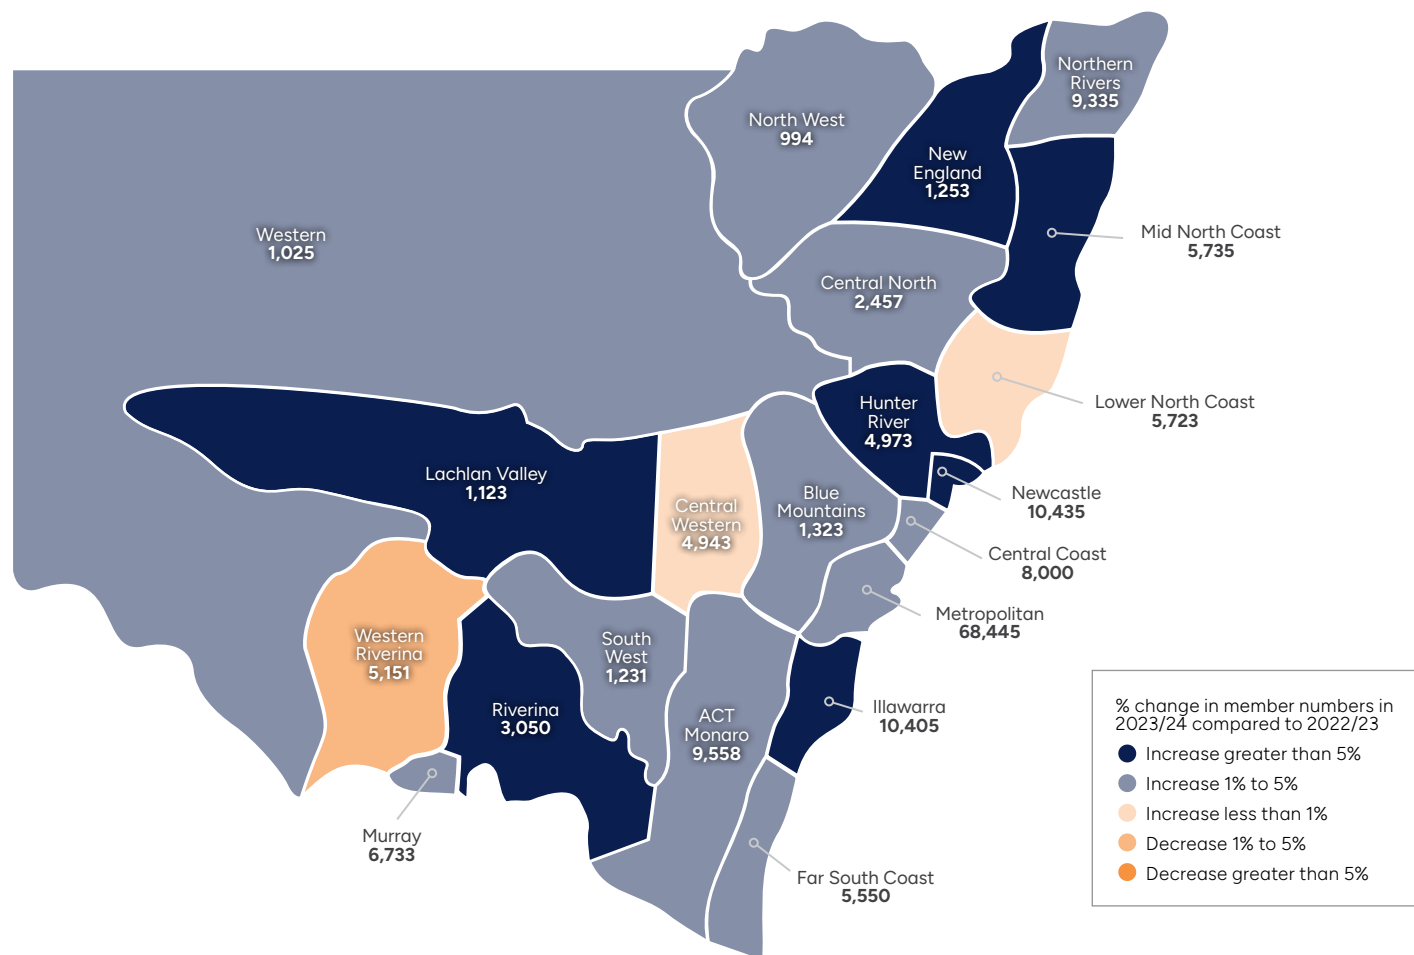 Northern
Rivers
9,335
North West
994
New
England
1,253
Western
1,025
Mid North Coast
5,735
Central North
2,457
Lower North Coast
5,723
Hunter
River
4,973
Lachlan Valley
1,123
Central
Western
4,943
Blue
Mountains
1,323
Newcastle
10,435
Central Coast
8,000
Metropolitan
68,445
Western
Riverina
5,151
South
West
1,231
Riverina
3,050
ACT
Monaro
9,558
Illawarra
10,405
Murray
6,733
Far South Coast
5,550
% change in member numbers in
2023/24 compared to 2022/23
Increase greater than 5%
Increase 1% to 5%
Increase less than 1%
Decrease 1% to 5%
Decrease greater than 5%